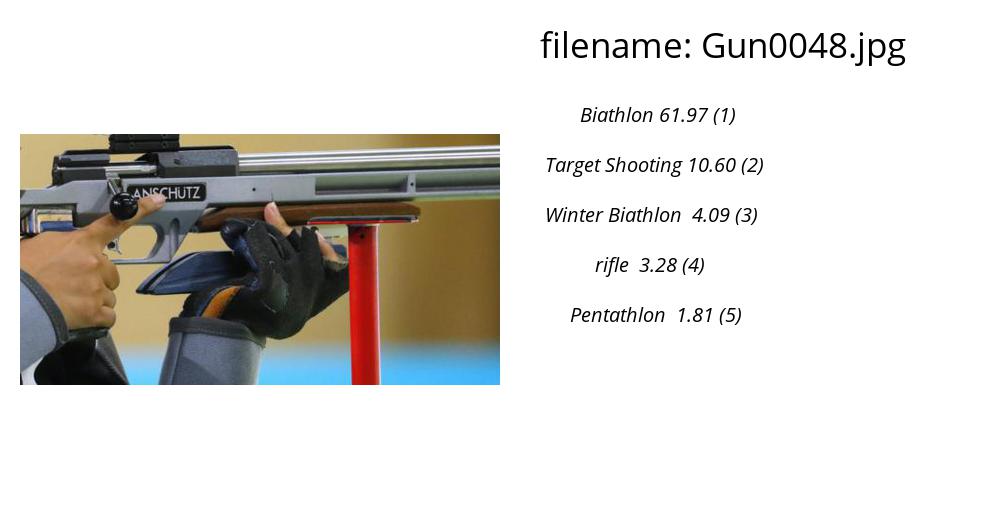 filename: Gun0048.jpg
Biathlon 61.97 (1)
Target Shooting 10.60 (2)
Winter Biathlon 4.09 (3)
rifle 3.28 (4)
Pentathlon 1.81 (5)
ANSCHÜTZ